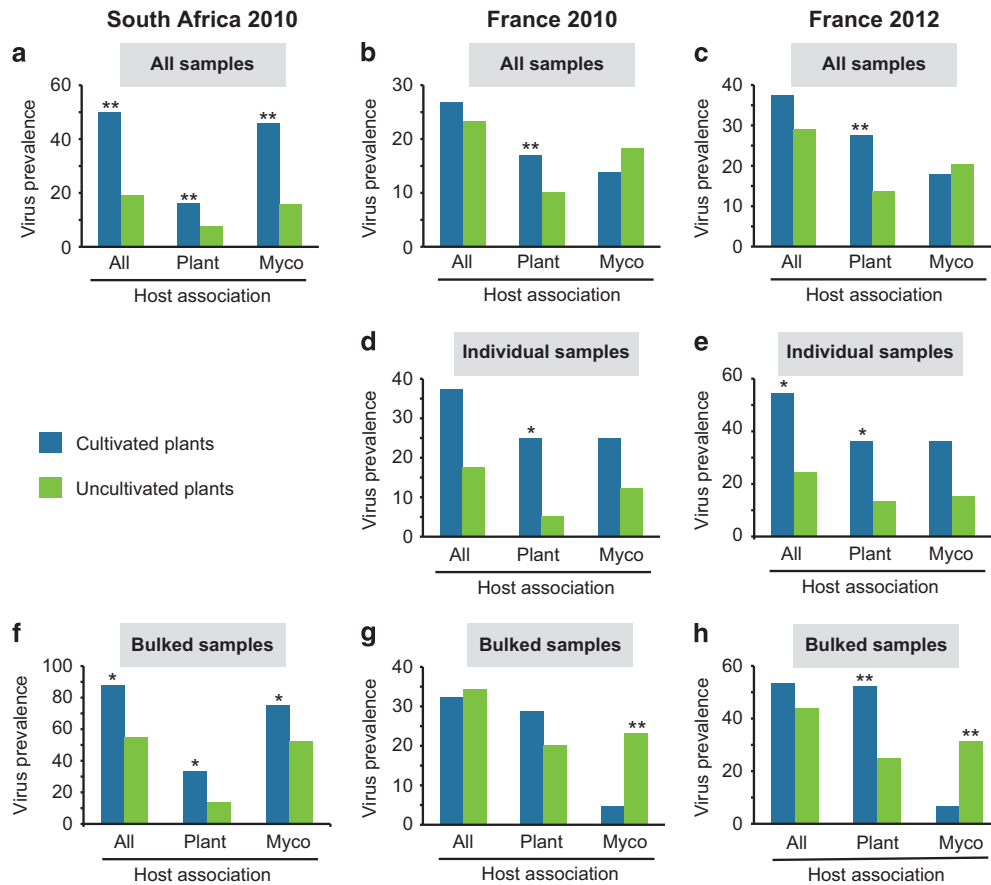 South Africa 2010
France 2010
France 2012
a
All samples
Virus prevalence
60
40
20
0
**
**
**
All Plant Myco
Host association
b
All samples
Virus prevalence
30
20
10
0
**
All Plant Myco
Host association
c
All samples
Virus prevalence
40
30
20
10
0
**
All Plant Myco
Host association
Cultivated plants
Uncultivated plants
d
Individual samples
Virus prevalence
40
30
20
10
0
*
All Plant Myco
Host association
e
Individual samples
Virus prevalence
60
40
20
0
*
*
All Plant Myco
Host association
f
Bulked samples
Virus prevalence
100
80
60
40
20
0
*
*
*
All Plant Myco
Host association
g
Bulked samples
Virus prevalence
40
30
20
10
0
**
All Plant Myco
Host association
h
Bulked samples
Virus prevalence
60
40
20
0
**
**
All Plant Myco
Host association